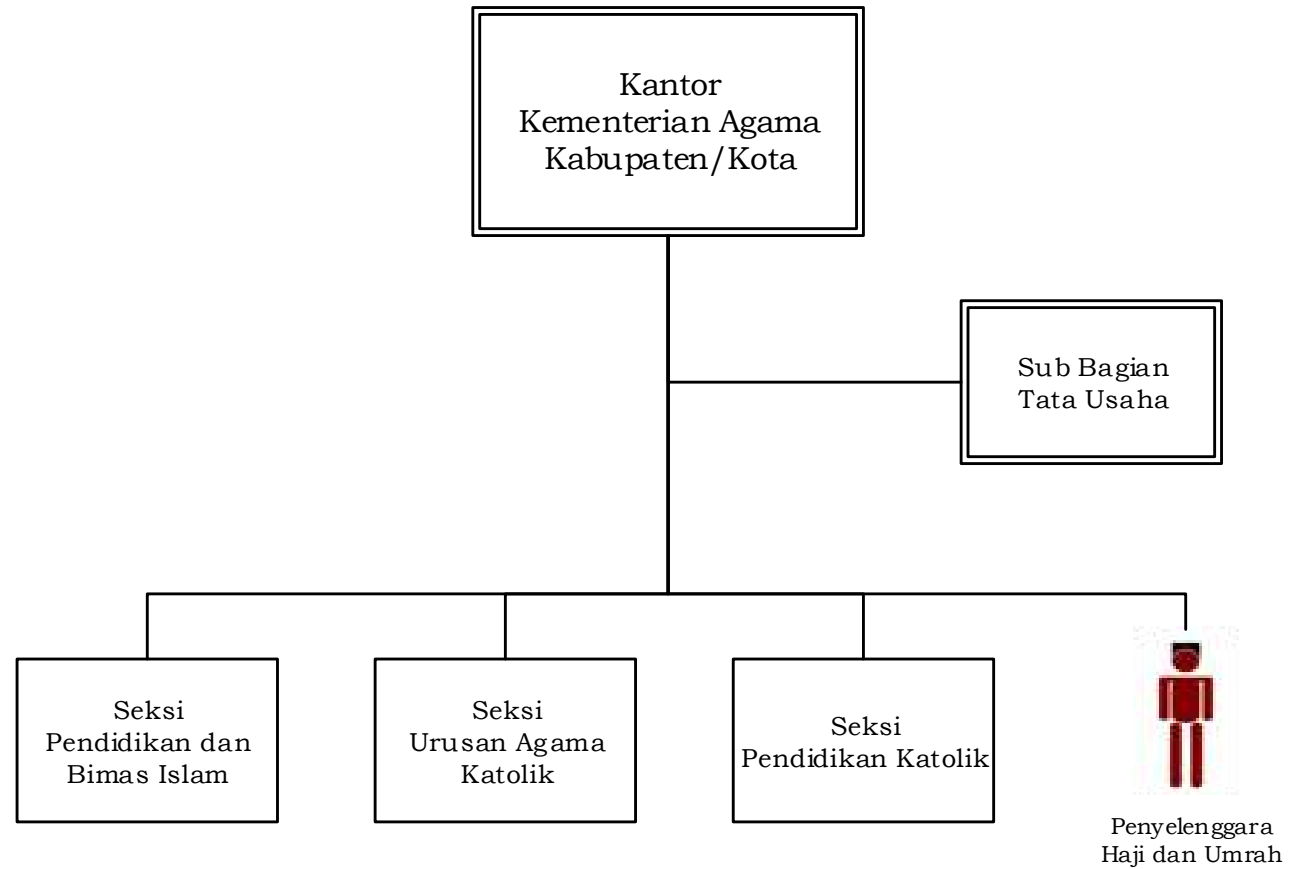 Kantor
Kementerian Agama
Kabupaten/Kota
Sub Bagian
Tata Usaha
Seksi
Pendidikan dan
Bimas Islam
Seksi
Urusan Agama
Katolik
Seksi
Pendidikan Katolik
Penyelenggara
Haji dan Umrah